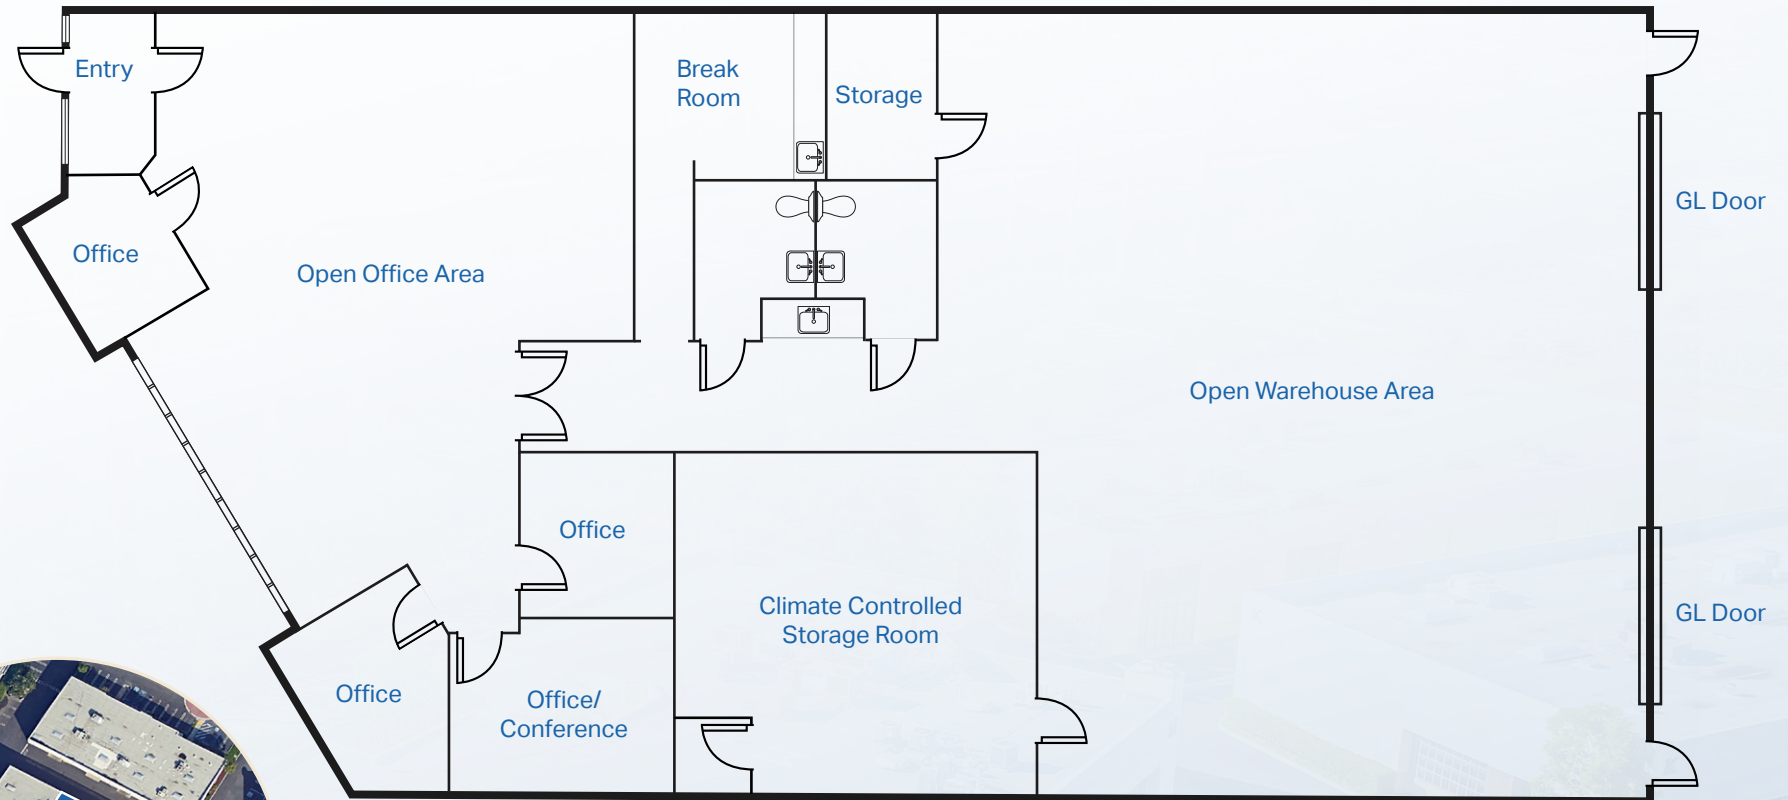 Entry
Break
Room
Storage
GL Door
Office
Open Office Area
Open Warehouse Area
Office
Climate Controlled
Storage Room
GL Door
Office
Office/
Conference